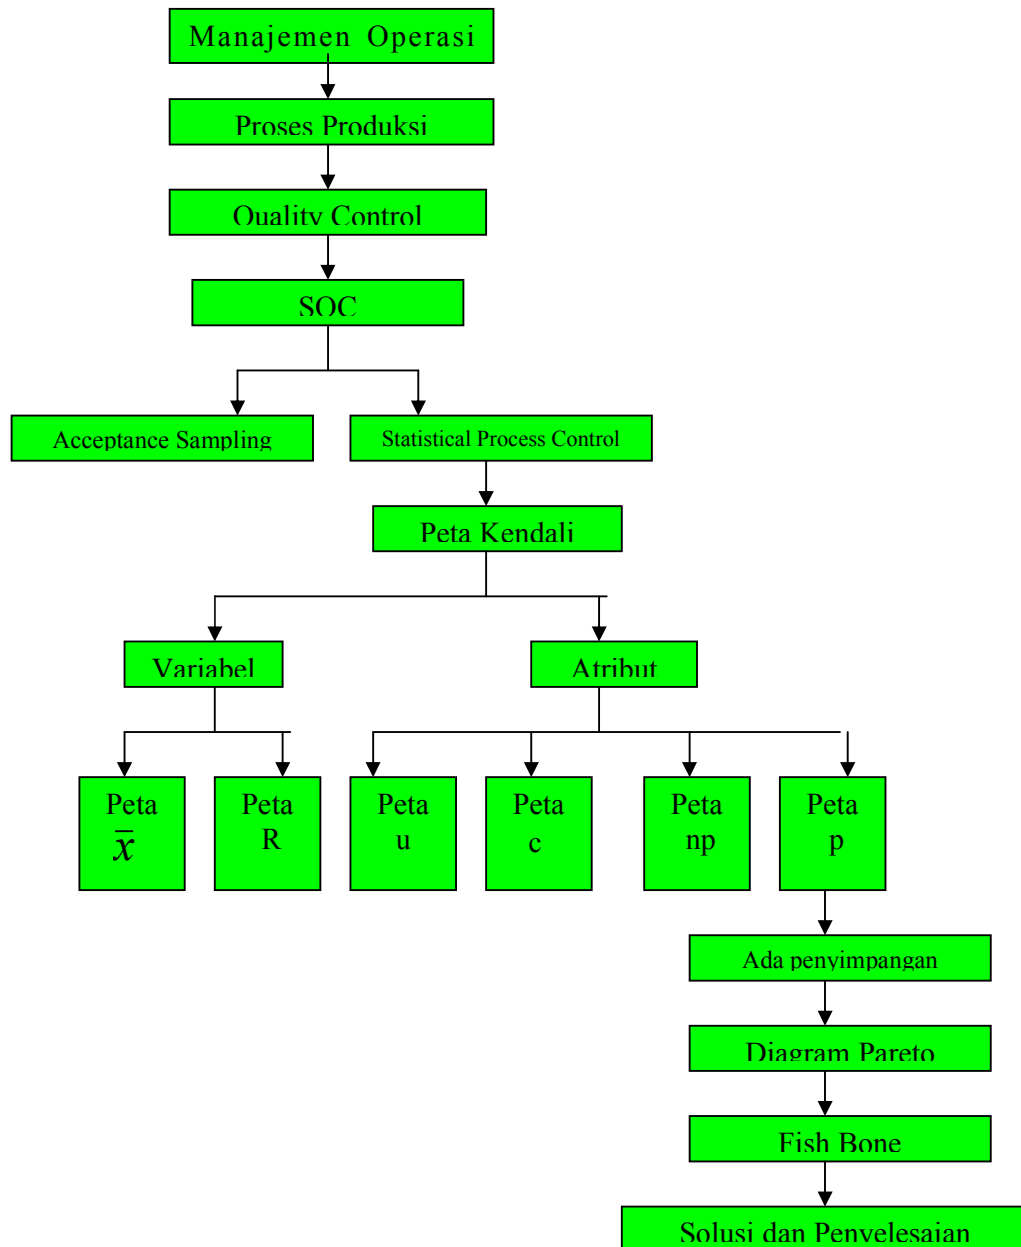 Manajemen Operasi
Proses Produksi
Quality Control
SQC
Acceptance Sampling
Statistical Process Control
Peta Kendali
Variabel
Atribut
Peta
x̄
Peta
R
Peta
u
Peta
c
Peta
np
Peta
p
Ada penyimpangan
Diagram Pareto
Fish Bone
Solusi dan Penyelesaian